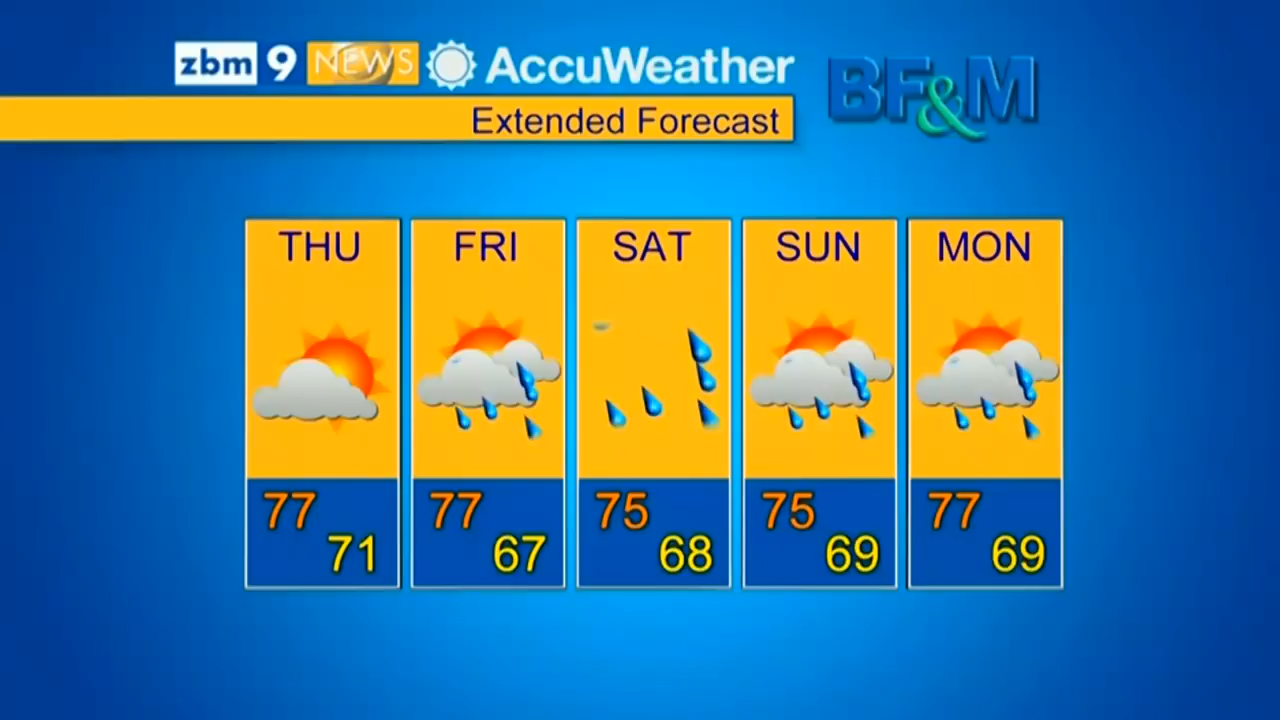 zbm 9 NEWS AccuWeather BF&M
Extended Forecast
THU FRI SAT SUN MON
77 77 75 75 77
71 67 68 69 69